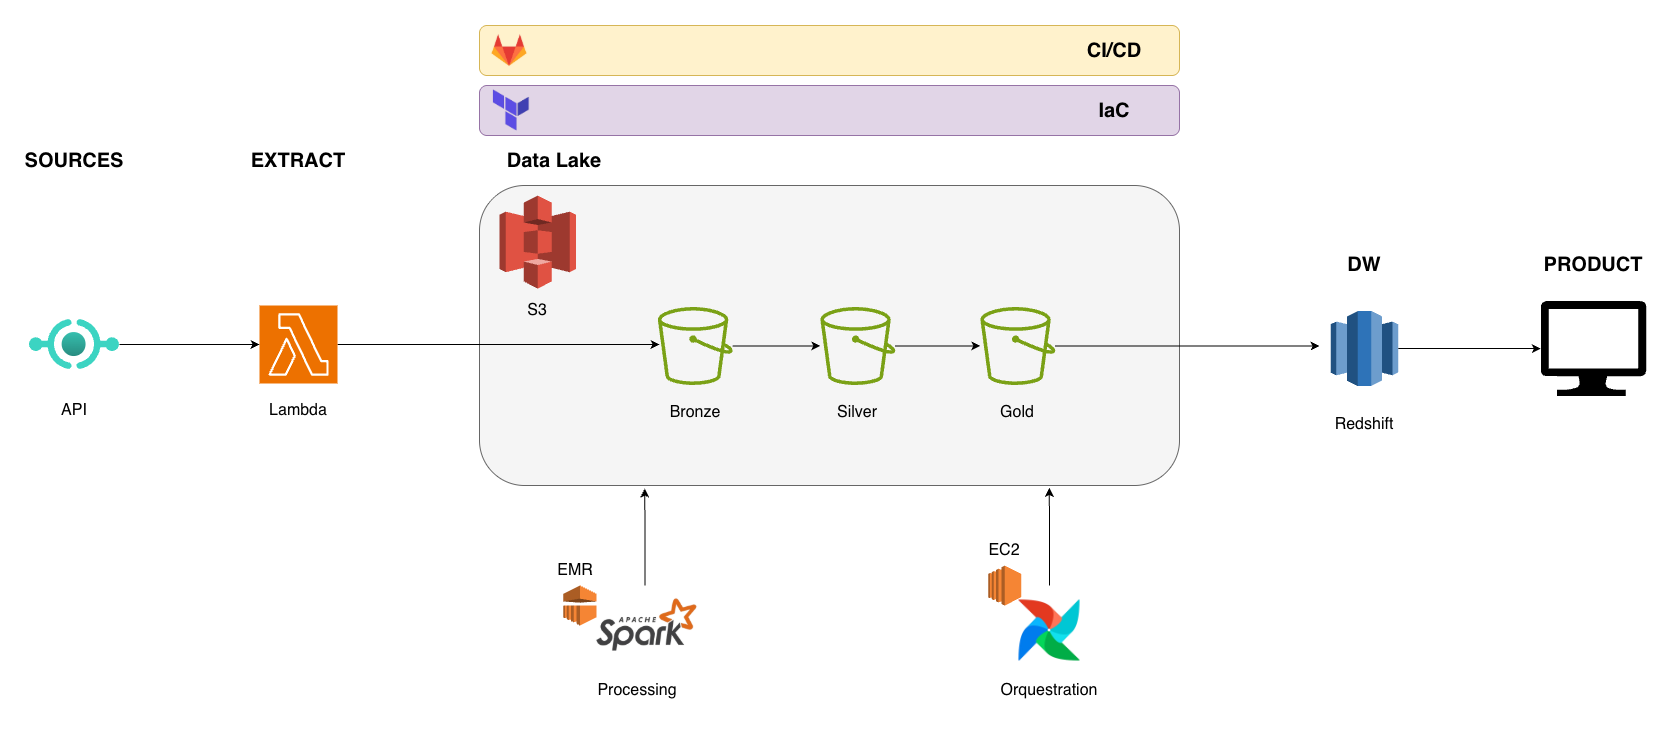 CI/CD
IaC
SOURCES
EXTRACT
Data Lake
S3
DW
PRODUCT
API
Lambda
Bronze
Silver
Gold
Redshift
EMR
APACHE
Spark
Processing
EC2
Orquestration